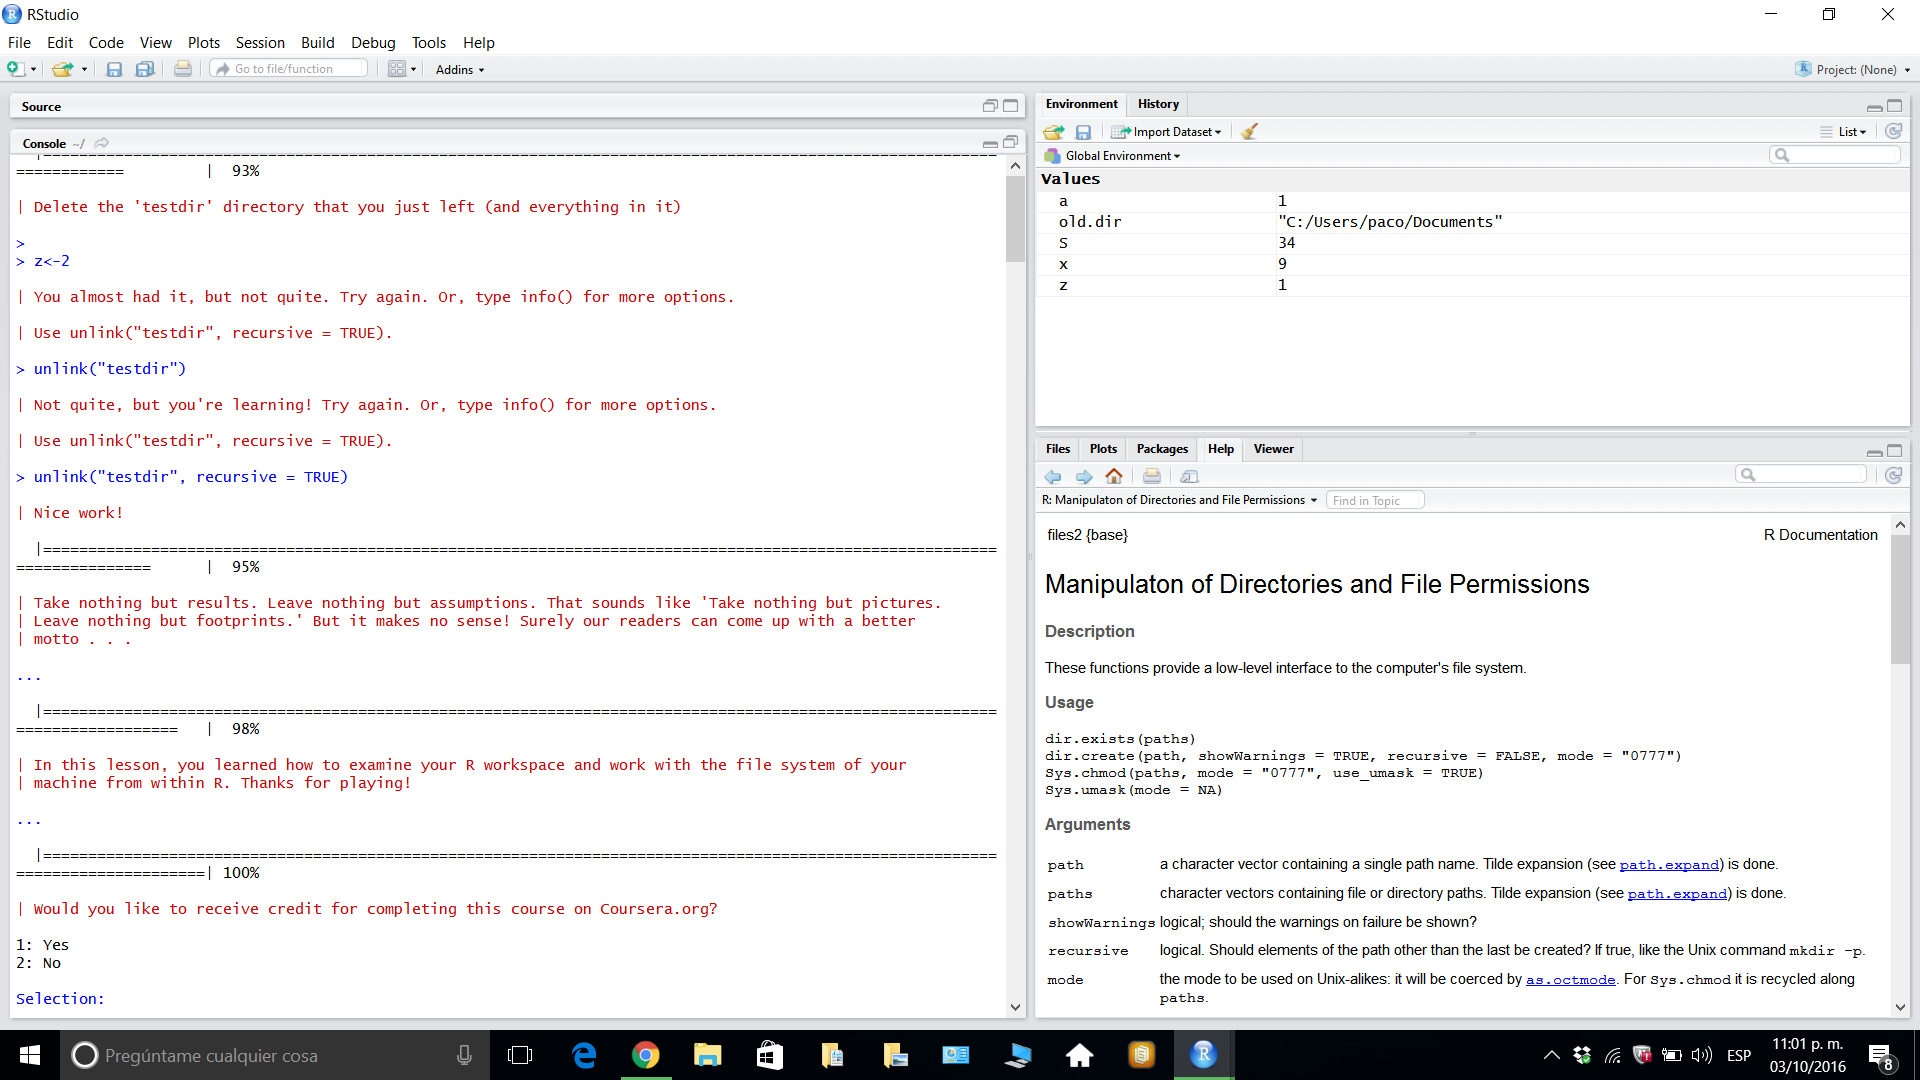 RStudio
File Edit Code View Plots Session Build Debug Tools Help
Go to file/function Addins Project: (None)
Source
Console ~/
|==========================================================================================================
============ | 93%
| Delete the 'testdir' directory that you just left (and everything in it)
>
> z<-2
| You almost had it, but not quite. Try again. Or, type info() for more options.
| Use unlink("testdir", recursive = TRUE).
> unlink("testdir")
| Not quite, but you're learning! Try again. Or, type info() for more options.
| Use unlink("testdir", recursive = TRUE).
> unlink("testdir", recursive = TRUE)
| Nice work!
|==========================================================================================================
=============== | 95%
| Take nothing but results. Leave nothing but assumptions. That sounds like 'Take nothing but pictures.
| Leave nothing but footprints.' But it makes no sense! Surely our readers can come up with a better
| motto . . .
...
|==========================================================================================================
================== | 98%
| In this lesson, you learned how to examine your R workspace and work with the file system of your
| machine from within R. Thanks for playing!
...
|==========================================================================================================
=====================| 100%
| Would you like to receive credit for completing this course on Coursera.org?
1: Yes
2: No
Selection:
Environment History
Import Dataset List
Global Environment
Values
a 1
old.dir "C:/Users/paco/Documents"
S 34
x 9
z 1
Files Plots Packages Help Viewer
R: Manipulaton of Directories and File Permissions Find in Topic
files2 {base} R Documentation
Manipulaton of Directories and File Permissions
Description
These functions provide a low-level interface to the computer's file system.
Usage
dir.exists(paths)
dir.create(path, showWarnings = TRUE, recursive = FALSE, mode = "0777")
Sys.chmod(paths, mode = "0777", use_umask = TRUE)
Sys.umask(mode = NA)
Arguments
path a character vector containing a single path name. Tilde expansion (see path.expand) is done.
paths character vectors containing file or directory paths. Tilde expansion (see path.expand) is done.
showWarnings logical; should the warnings on failure be shown?
recursive logical. Should elements of the path other than the last be created? If true, like the Unix command mkdir -p.
mode the mode to be used on Unix-alikes: it will be coerced by as.octmode. For Sys.chmod it is recycled along
paths.
Pregúntame cualquier cosa
ESP
11:01 p. m.
03/10/2016
8